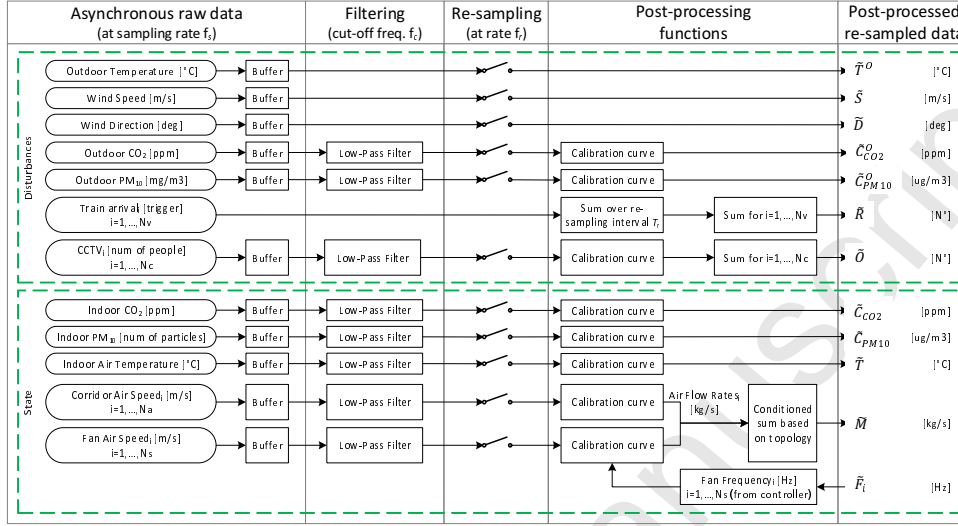 Asynchronous raw data
(at sampling rate fs)
Filtering
(cut-off freq. fc)
Re-sampling
(at rate fr)
Post-processing
functions
Post-processed
re-sampled data
Disturbances
Outdoor Temperature [°C]
Buffer
T̃ᴼ
[°C]
Wind Speed [m/s]
Buffer
S̃
[m/s]
Wind Direction [deg]
Buffer
D̃
[deg]
Outdoor CO₂ [ppm]
Buffer
Low-Pass Filter
Calibration curve
C̃ᴼCO2
[ppm]
Outdoor PM₁₀ [mg/m3]
Buffer
Low-Pass Filter
Calibration curve
C̃ᴼPM10
[ug/m3]
Train arrivalᵢ [trigger]
i=1, ..., Nv
Sum over re-
sampling interval Tr
Sum for i=1, ..., Nv
R̃
[N°]
CCTVᵢ [num of people]
i=1, ..., Nc
Buffer
Low-Pass Filter
Calibration curve
Sum for i=1, ..., Nc
Õ
[N°]
State
Indoor CO₂ [ppm]
Buffer
Low-Pass Filter
Calibration curve
C̃CO2
[ppm]
Indoor PM₁₀ [num of particles]
Buffer
Low-Pass Filter
Calibration curve
C̃PM10
[ug/m3]
Indoor Air Temperature [°C]
Buffer
Low-Pass Filter
Calibration curve
T̃
[°C]
Corridor Air Speedᵢ [m/s]
i=1, ..., Na
Buffer
Low-Pass Filter
Calibration curve
Air Flow Ratesᵢ
[kg/s]
Conditioned
sum based
on topology
M̃
[kg/s]
Fan Air Speedᵢ [m/s]
i=1, ..., Ns
Buffer
Low-Pass Filter
Calibration curve
Fan Frequencyᵢ [Hz]
i=1, ..., Ns (from controller)
F̃ᵢ
[Hz]
anuscrip